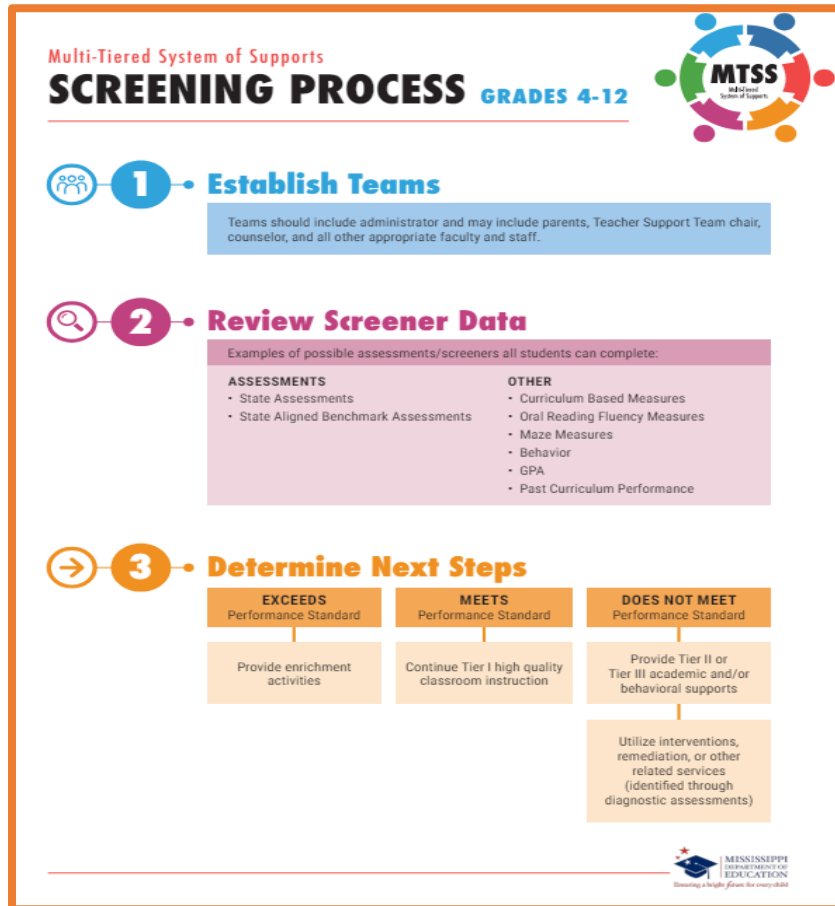 Multi-Tiered System of Supports
SCREENING PROCESS GRADES 4-12
MTSS
Multi-Tiered
System of Supports
1 Establish Teams
Teams should include administrator and may include parents, Teacher Support Team chair,
counselor, and all other appropriate faculty and staff.
2 Review Screener Data
Examples of possible assessments/screeners all students can complete:
ASSESSMENTS
• State Assessments
• State Aligned Benchmark Assessments
OTHER
• Curriculum Based Measures
• Oral Reading Fluency Measures
• Maze Measures
• Behavior
• GPA
• Past Curriculum Performance
3 Determine Next Steps
EXCEEDS
Performance Standard
Provide enrichment
activities
MEETS
Performance Standard
Continue Tier I high quality
classroom instruction
DOES NOT MEET
Performance Standard
Provide Tier II or
Tier III academic and/or
behavioral supports
Utilize interventions,
remediation, or other
related services
(identified through
diagnostic assessments)
MISSISSIPPI
DEPARTMENT OF
EDUCATION
Ensuring a bright future for every child